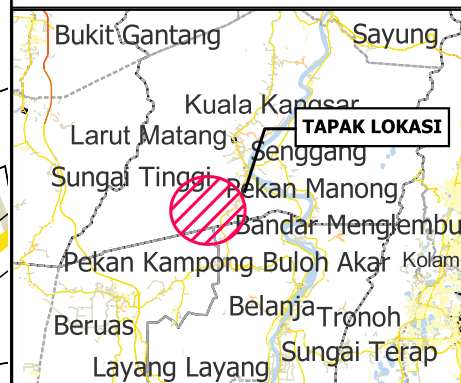 Bukit Gantang
Sayung
Kuala Kangsar
TAPAK LOKASI
Larut Matang
Senggang
Sungai Tinggi
Pekan Manong
Bandar Menglembu
Pekan Kampong Buloh Akar
Kolam
Belanja
Tronoh
Beruas
Sungai Terap
Layang Layang